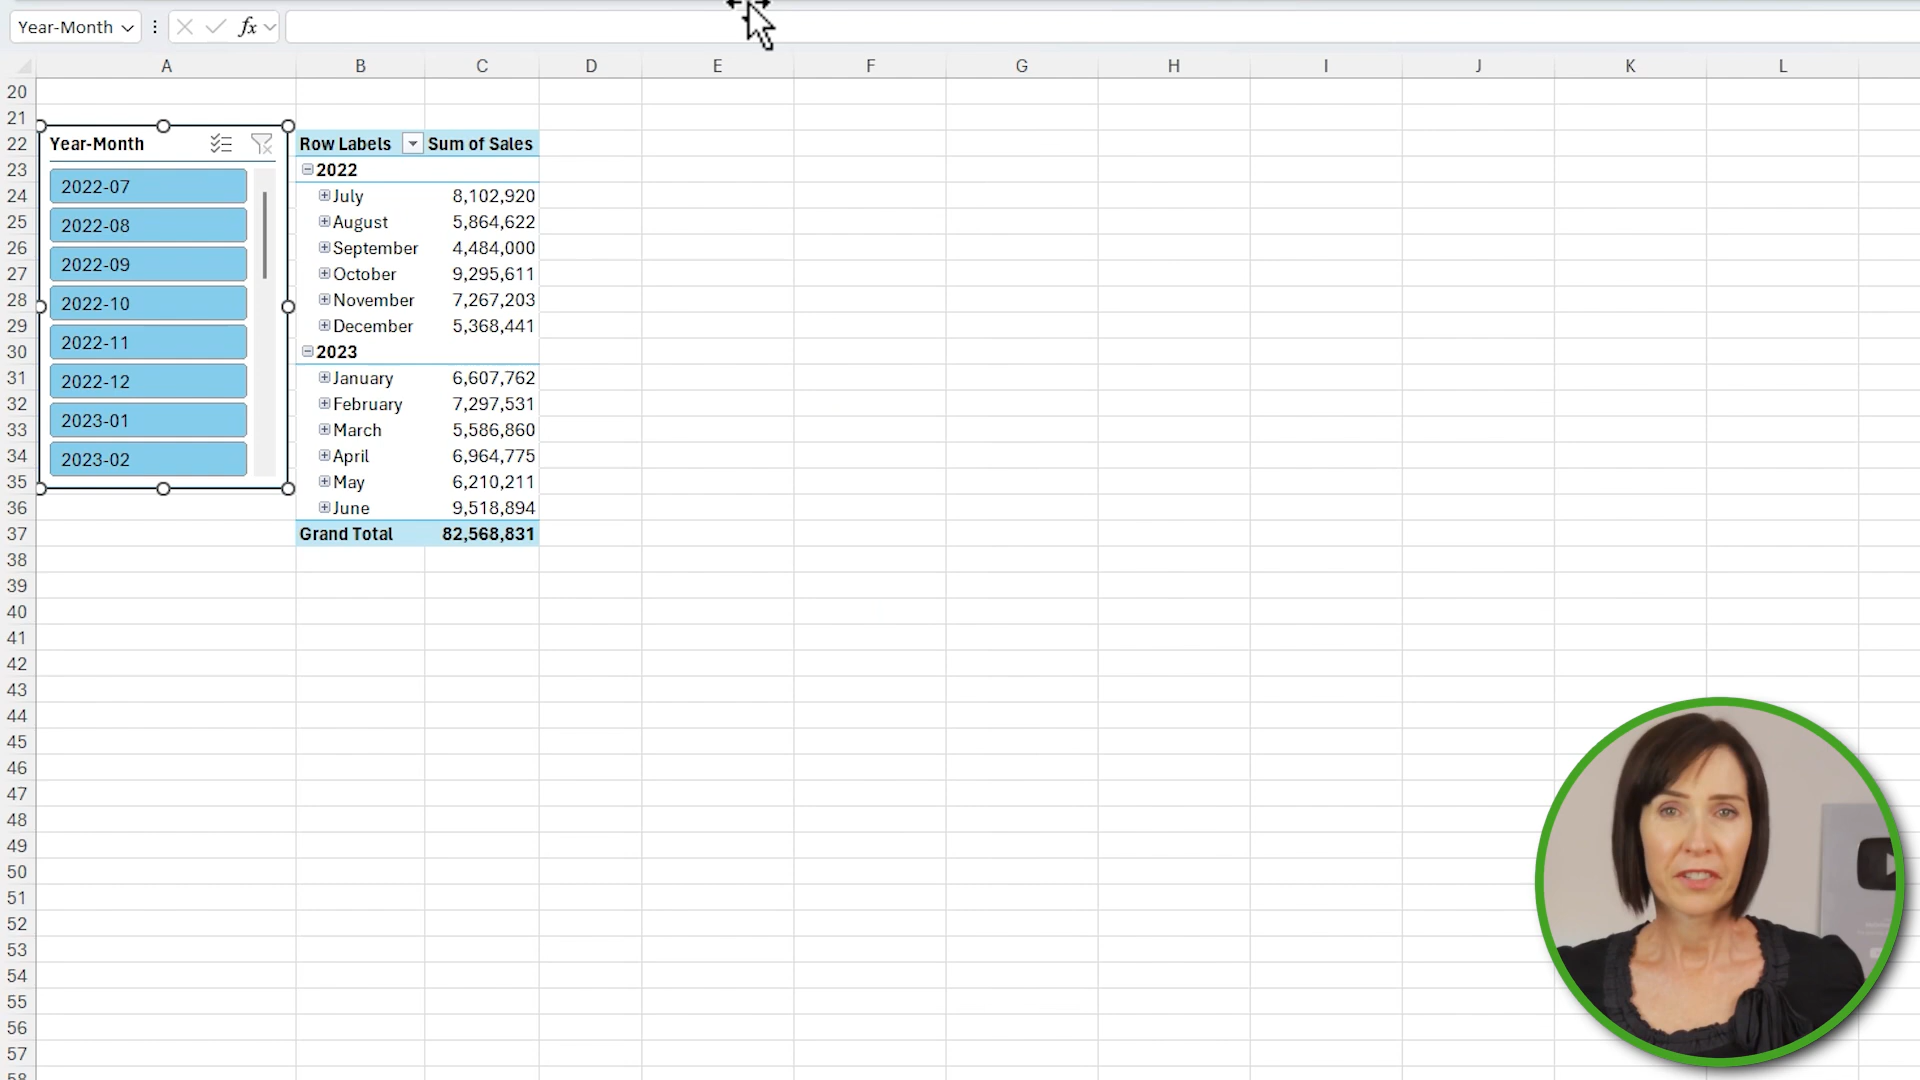 Year-Month fx
A B C D E F G H I J K L
20
21
22 Year-Month Row Labels Sum of Sales
23 2022-07 2022
24 July 8,102,920
25 2022-08 August 5,864,622
26 2022-09 September 4,484,000
27 October 9,295,611
28 2022-10 November 7,267,203
29 2022-11 December 5,368,441
30 2023
31 2022-12 January 6,607,762
32 2023-01 February 7,297,531
33 March 5,586,860
34 2023-02 April 6,964,775
35 May 6,210,211
36 June 9,518,894
37 Grand Total 82,568,831
38
39
40
41
42
43
44
45
46
47
48
49
50
51
52
53
54
55
56
57
58